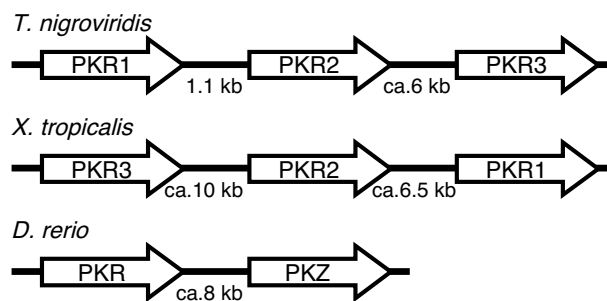 T. nigroviridis
PKR1 PKR2 PKR3
1.1 kb ca.6 kb
X. tropicalis
PKR3 PKR2 PKR1
ca.10 kb ca.6.5 kb
D. rerio
PKR PKZ
ca.8 kb